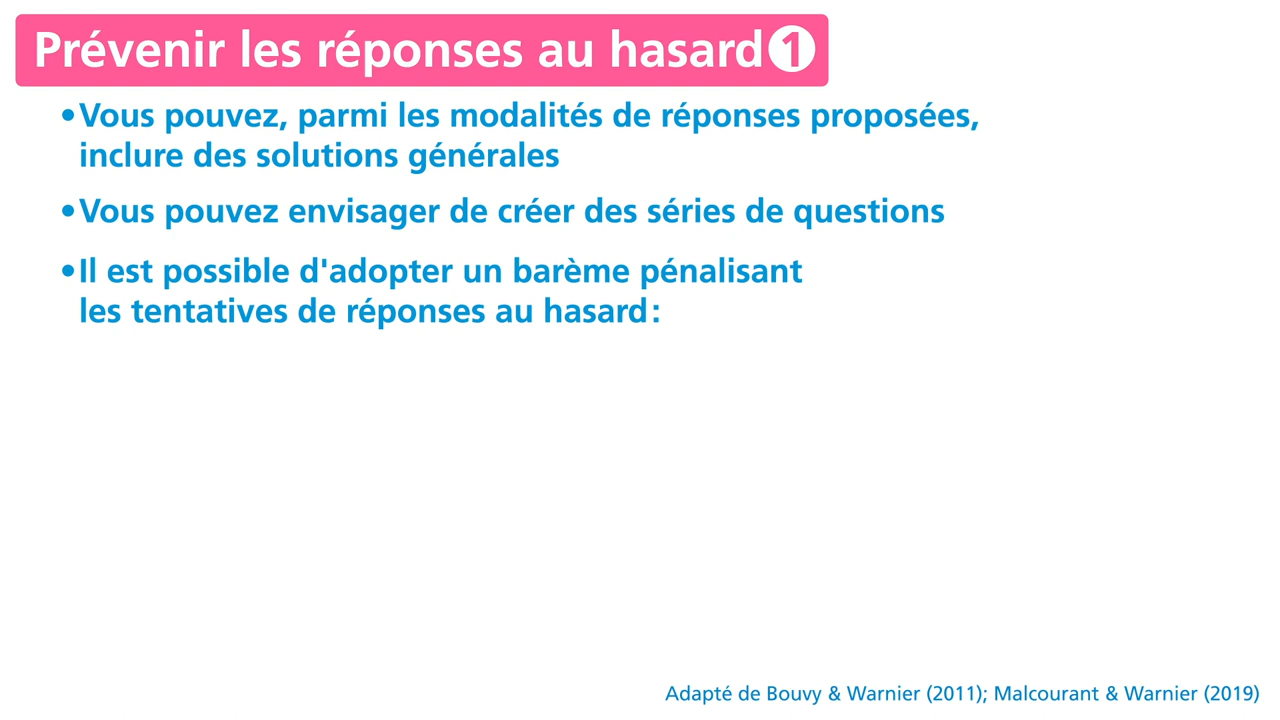 Prévenir les réponses au hasard❶
•Vous pouvez, parmi les modalités de réponses proposées,
inclure des solutions générales
•Vous pouvez envisager de créer des séries de questions
•Il est possible d'adopter un barème pénalisant
les tentatives de réponses au hasard :
Adapté de Bouvy & Warnier (2011); Malcourant & Warnier (2019)